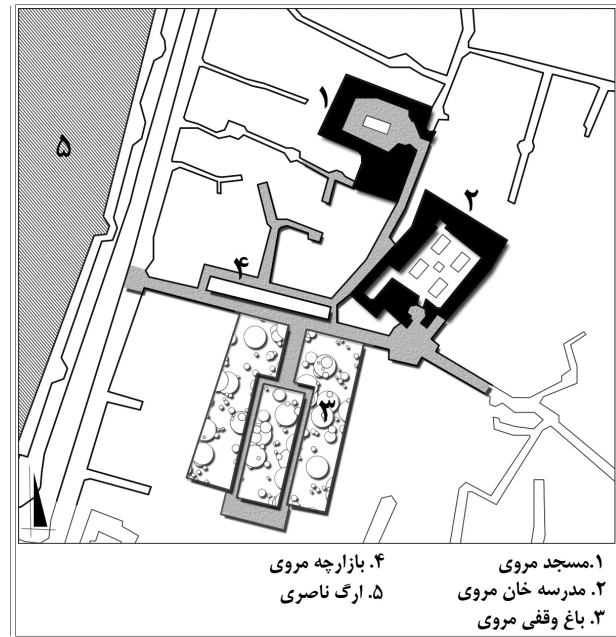 ۱
۲
۳
۴
۵
۱.مسجد مروی
۲. مدرسه خان مروی
۳. باغ وقفی مروی
۴. بازارچه مروی
۵. ارگ ناصری